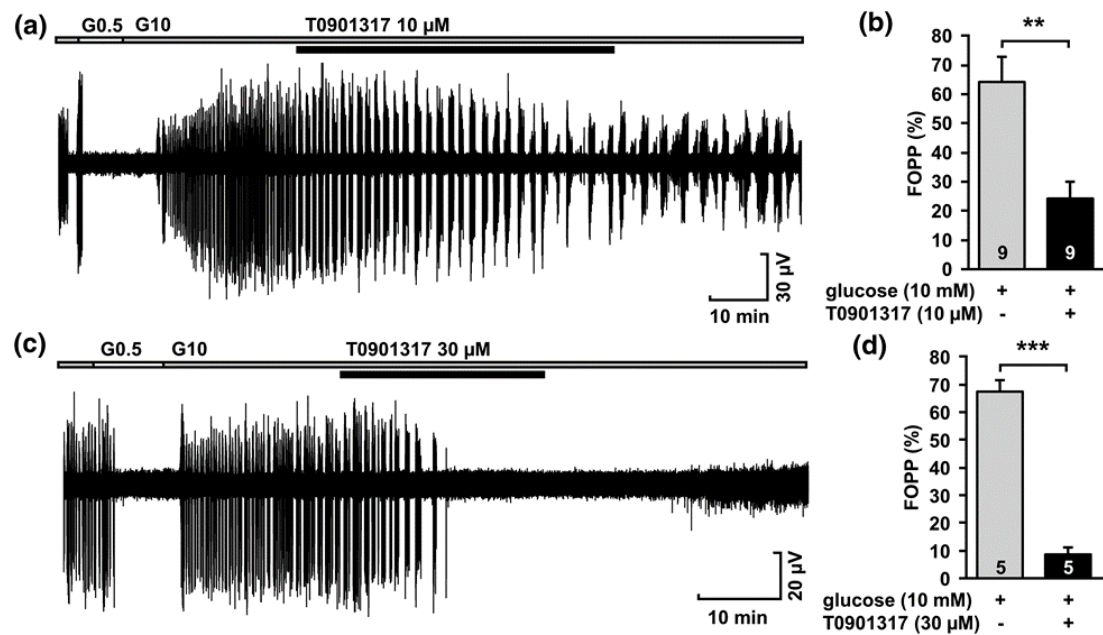 (a) G0.5 G10 T0901317 10 µM
30 µV
10 min
(b)
**
80
70
60
50
40
30
20
10
0
FOPP (%)
9 9
glucose (10 mM) + +
T0901317 (10 µM) - +
(c) G0.5 G10 T0901317 30 µM
20 µV
10 min
(d)
***
80
70
60
50
40
30
20
10
0
FOPP (%)
5 5
glucose (10 mM) + +
T0901317 (30 µM) - +